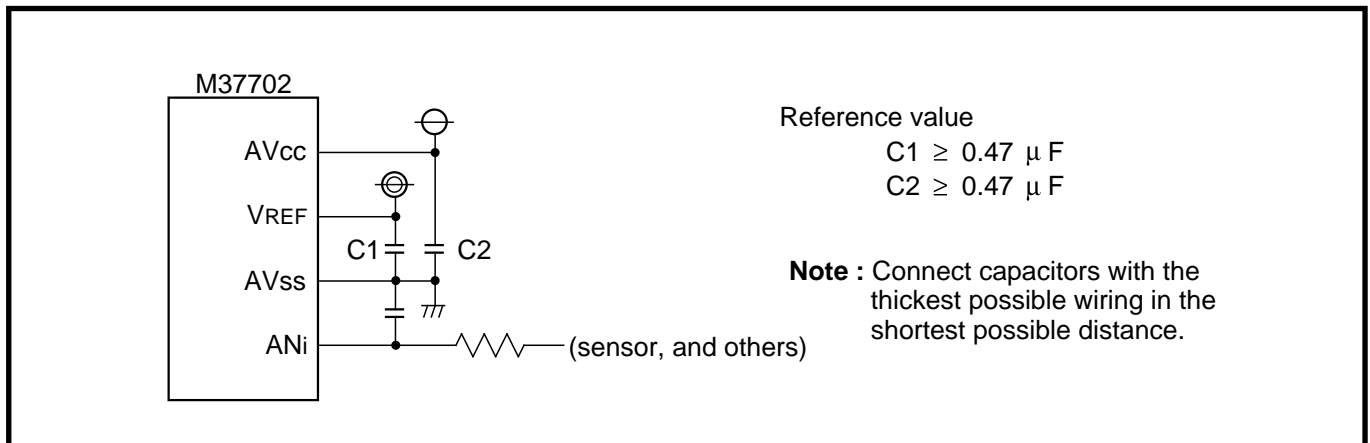 M37702
AVcc
VREF
AVss
ANi
C1
C2
(sensor, and others)
Reference value
C1 ≥ 0.47 μ F
C2 ≥ 0.47 μ F
Note : Connect capacitors with the
thickest possible wiring in the
shortest possible distance.